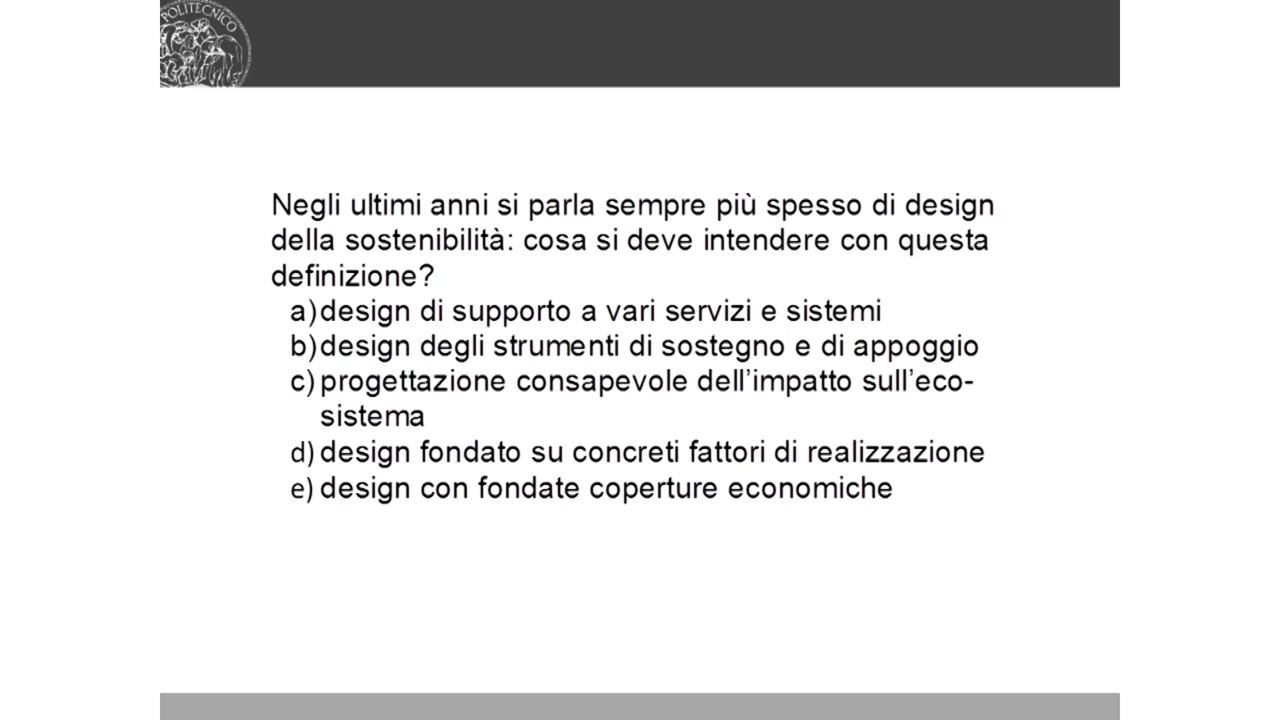 POLITECNICO
Negli ultimi anni si parla sempre più spesso di design
della sostenibilità: cosa si deve intendere con questa
definizione?
a) design di supporto a vari servizi e sistemi
b) design degli strumenti di sostegno e di appoggio
c) progettazione consapevole dell’impatto sull’eco-
sistema
d) design fondato su concreti fattori di realizzazione
e) design con fondate coperture economiche